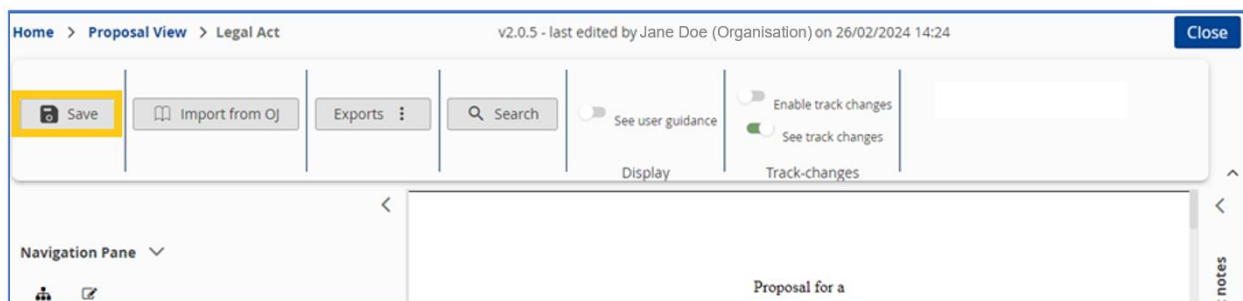 Home > Proposal View > Legal Act
v2.0.5 - last edited by Jane Doe (Organisation) on 26/02/2024 14:24
Close
Save
Import from OJ
Exports
Search
See user guidance
Display
Enable track changes
See track changes
Track-changes
Navigation Pane
Proposal for a
notes